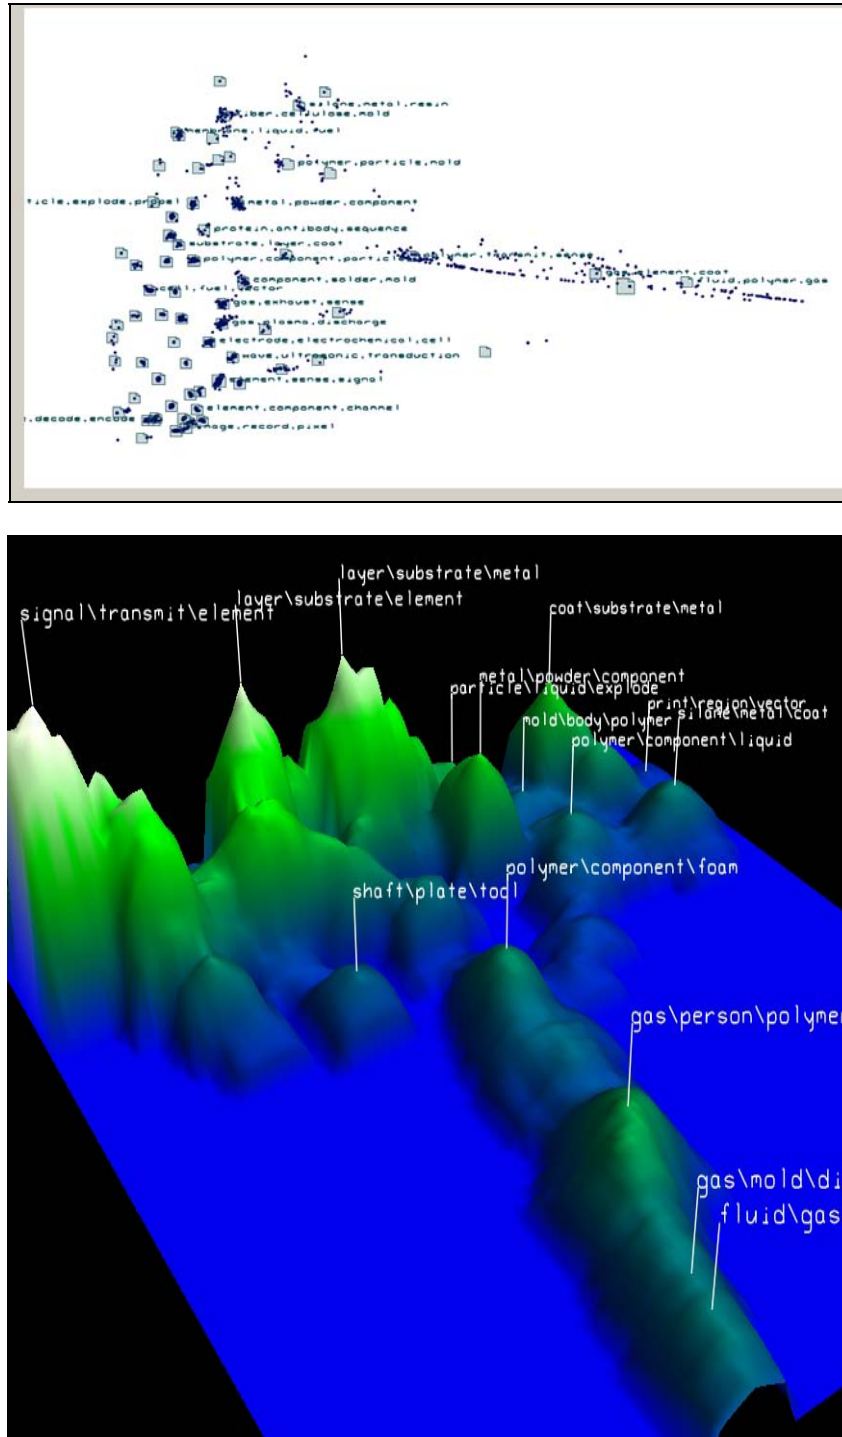 silane,metal,resin
fiber,cellulose,mold
membrane,liquid,fuel
polymer,particle,mold
ticle,explode,propel
metal,powder,component
protein,antibody,sequence
substrate,layer,coat
polymer,component,particle
polymer,transmit,sense
gas,element,coat
fluid,polymer,gas
component,solder,mold
cell,fuel,vector
gas,exhaust,sense
gas,plasma,discharge
electrode,electrochemical,cell
wave,ultrasonic,transduction
element,sense,signal
element,component,channel
,decode,encode
image,record,pixel
layer\substrate\metal
layer\substrate\element
signal\transmit\element
coat\substrate\metal
metal\powder\component
particle\liquid\explode
print\region\vector
silane\metal\coat
mold\body\polymer
polymer\component\liquid
polymer\component\foam
shaft\plate\tool
gas\person\polyme
gas\mold\di
fluid\gas